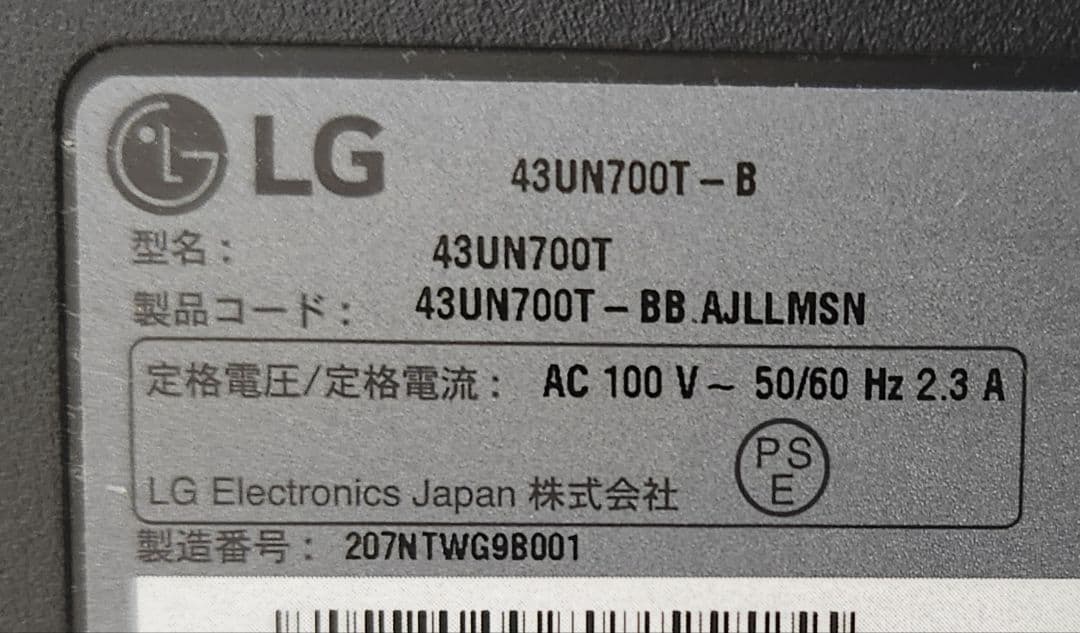 LG 43UN700T-B
型名: 43UN700T
製品コード: 43UN700T-BB.AJLLMSN
定格電圧/定格電流: AC 100 V~ 50/60 Hz 2.3 A
PS
E
LG Electronics Japan 株式会社
製造番号: 207NTWG9B001